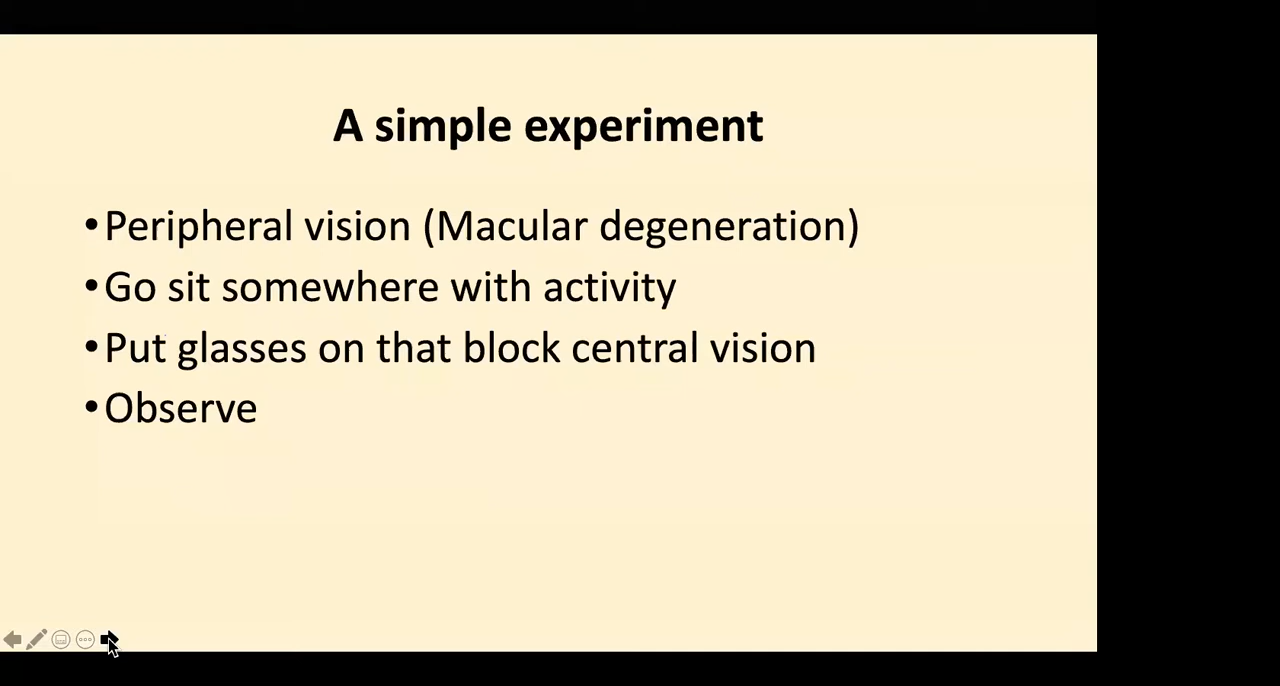 A simple experiment
•Peripheral vision (Macular degeneration)
•Go sit somewhere with activity
•Put glasses on that block central vision
•Observe